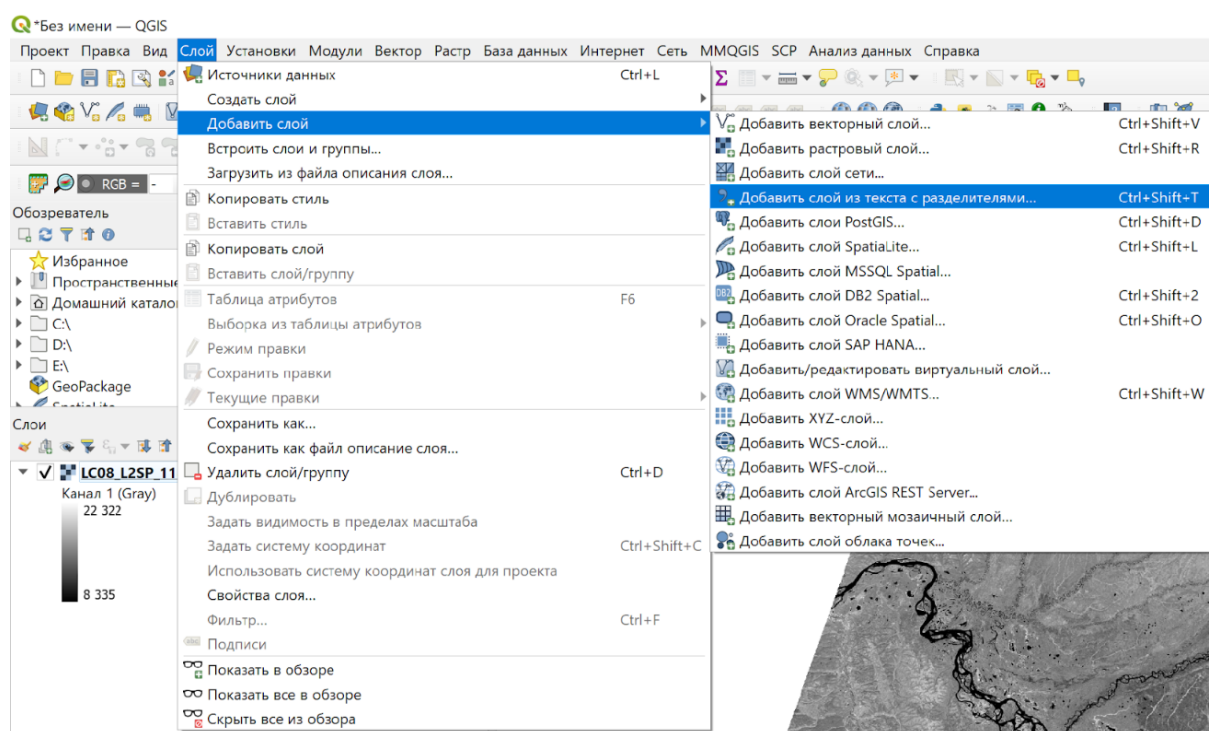 *Без имени — QGIS
Проект Правка Вид Слой Установки Модули Вектор Растр База данных Интернет Сеть MMQGIS SCP Анализ данных Справка
Источники данных Ctrl+L
Создать слой
Добавить слой
Встроить слои и группы...
Загрузить из файла описания слоя...
Копировать стиль
Вставить стиль
Копировать слой
Вставить слой/группу
Таблица атрибутов F6
Выборка из таблицы атрибутов
Режим правки
Сохранить правки
Текущие правки
Сохранить как...
Сохранить как файл описание слоя...
Удалить слой/группу Ctrl+D
Дублировать
Задать видимость в пределах масштаба
Задать систему координат Ctrl+Shift+C
Использовать систему координат слоя для проекта
Свойства слоя...
Фильтр... Ctrl+F
Подписи
Показать в обзоре
Показать все в обзоре
Скрыть все из обзора
Добавить векторный слой... Ctrl+Shift+V
Добавить растровый слой... Ctrl+Shift+R
Добавить слой сети...
Добавить слой из текста с разделителями... Ctrl+Shift+T
Добавить слои PostGIS... Ctrl+Shift+D
Добавить слой SpatiaLite... Ctrl+Shift+L
Добавить слой MSSQL Spatial...
Добавить слой DB2 Spatial... Ctrl+Shift+2
Добавить слой Oracle Spatial... Ctrl+Shift+O
Добавить слой SAP HANA...
Добавить/редактировать виртуальный слой...
Добавить слой WMS/WMTS... Ctrl+Shift+W
Добавить XYZ-слой...
Добавить WCS-слой...
Добавить WFS-слой...
Добавить слой ArcGIS REST Server...
Добавить векторный мозаичный слой...
Добавить слой облака точек...
RGB = -
Обозреватель
Избранное
Пространственные
Домашний катало
C:\
D:\
E:\
GeoPackage
Слои
LC08_L2SP_11
Канал 1 (Gray)
22 322
8 335